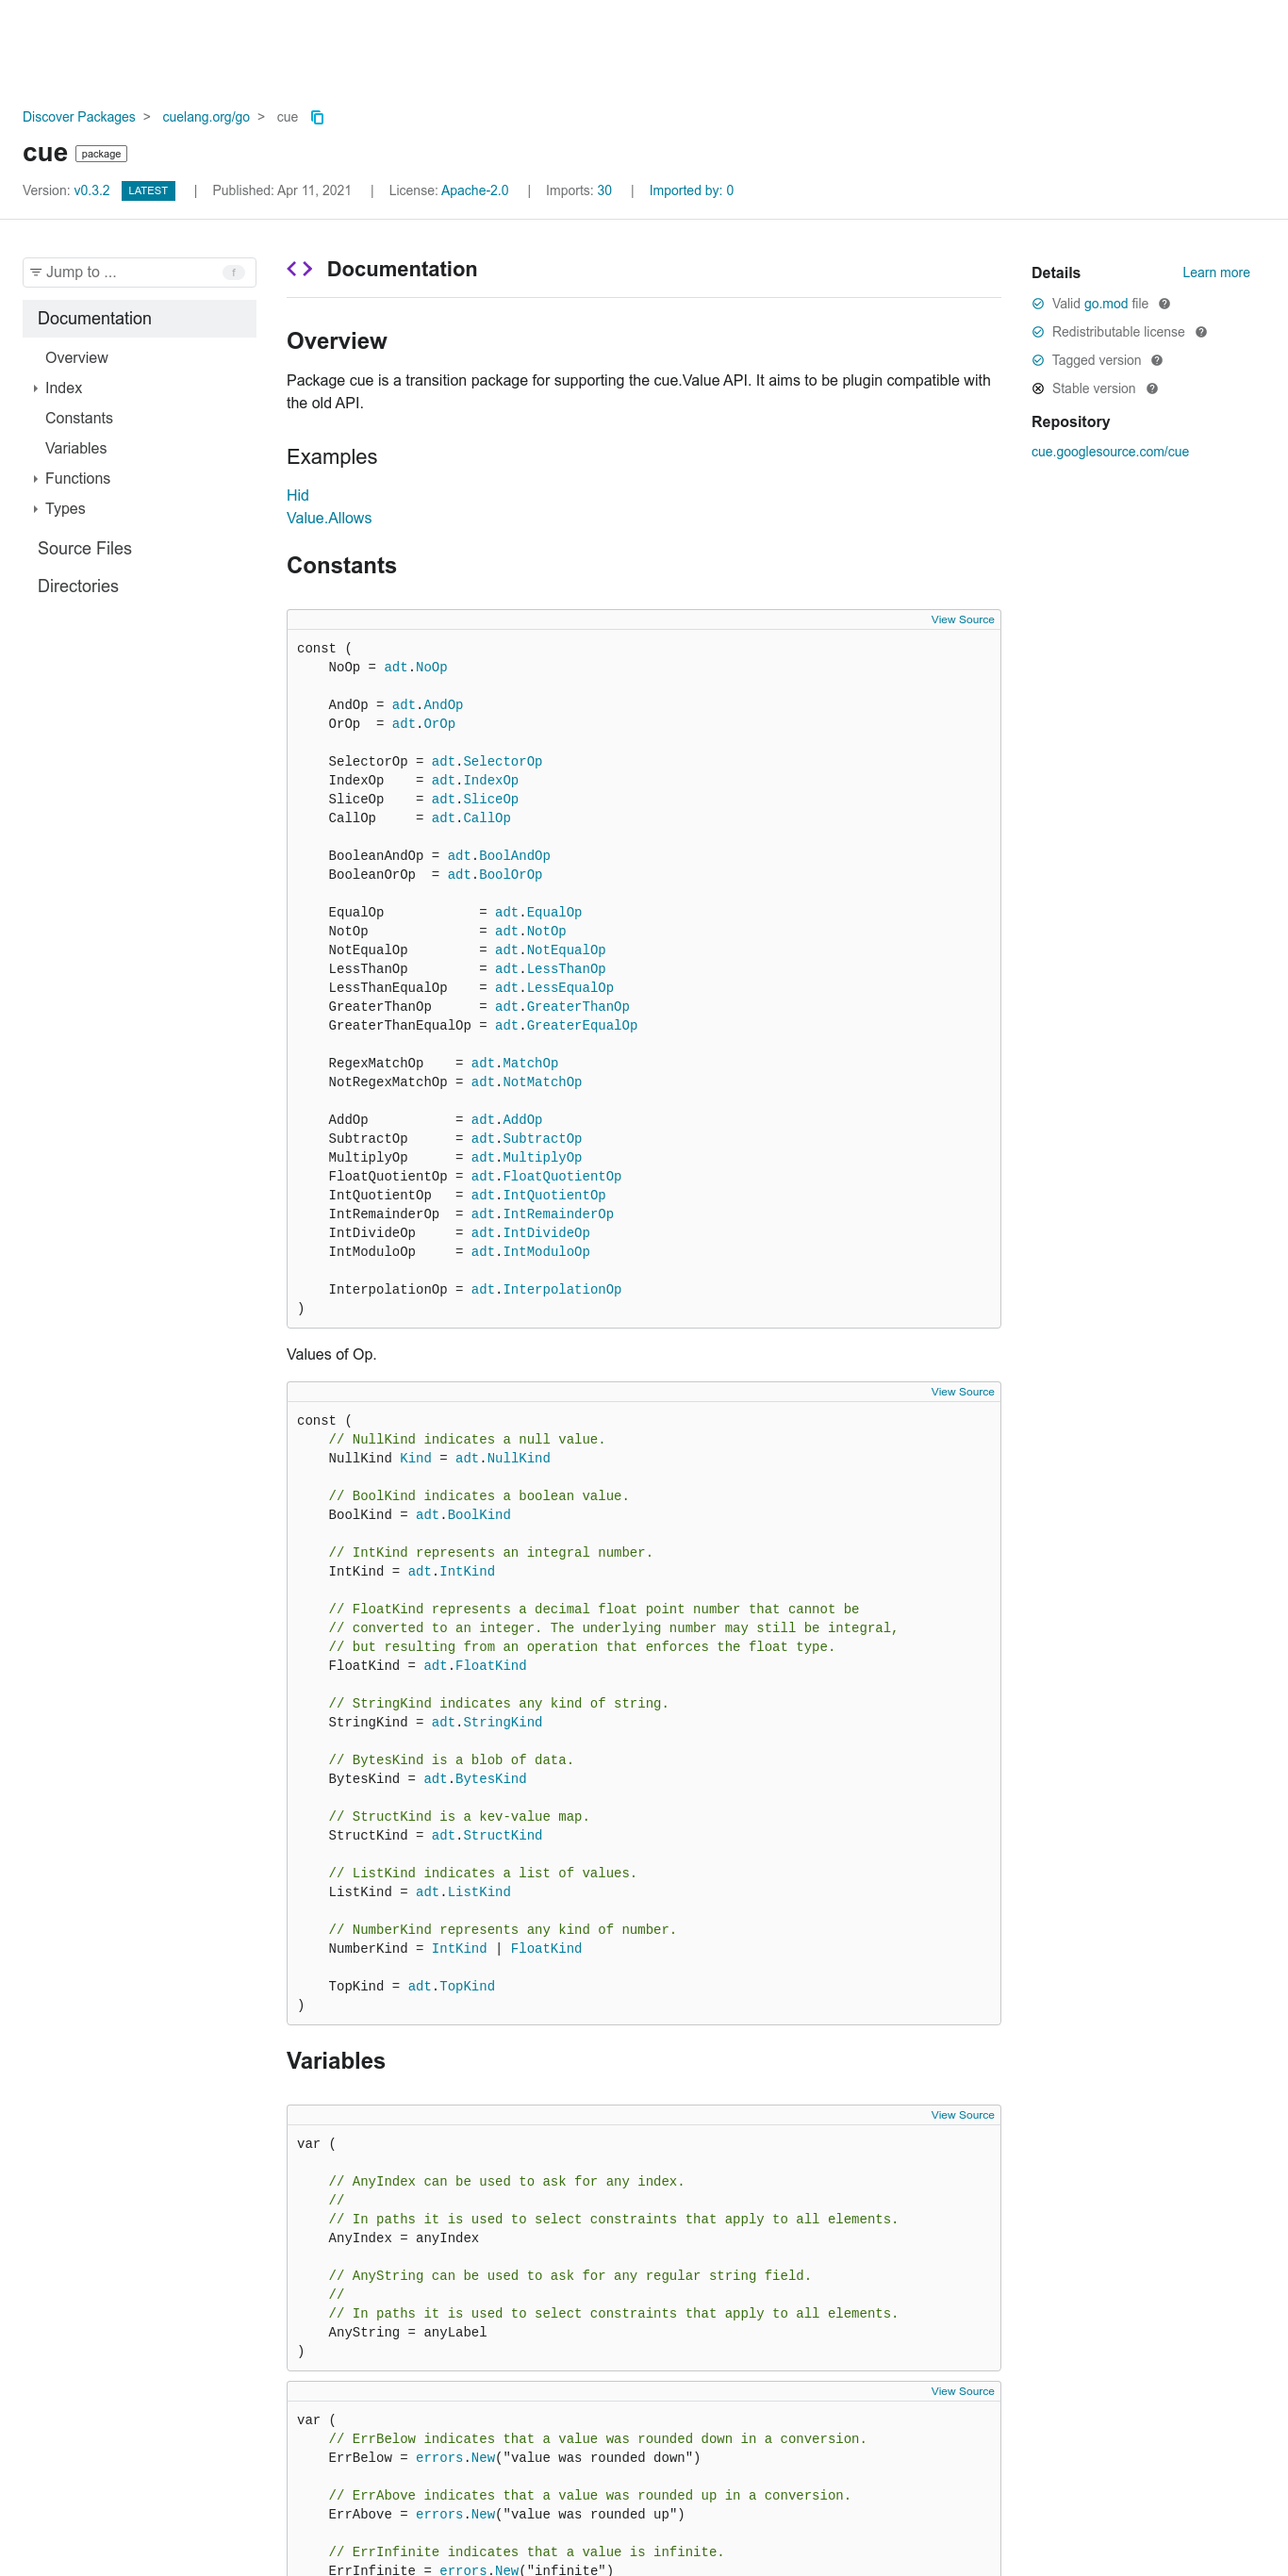 Discover Packages > cuelang.org/go > cue
cue package
Version: v0.3.2 LATEST | Published: Apr 11, 2021 | License: Apache-2.0 | Imports: 30 | Imported by: 0
Jump to ... f
Documentation
Overview
Index
Constants
Variables
Functions
Types
Source Files
Directories
Documentation
Overview
Package cue is a transition package for supporting the cue.Value API. It aims to be plugin compatible with
the old API.
Examples
Hid
Value.Allows
Constants
View Source
const (
    NoOp = adt.NoOp

    AndOp = adt.AndOp
    OrOp  = adt.OrOp

    SelectorOp = adt.SelectorOp
    IndexOp    = adt.IndexOp
    SliceOp    = adt.SliceOp
    CallOp     = adt.CallOp

    BooleanAndOp = adt.BoolAndOp
    BooleanOrOp  = adt.BoolOrOp

    EqualOp            = adt.EqualOp
    NotOp              = adt.NotOp
    NotEqualOp         = adt.NotEqualOp
    LessThanOp         = adt.LessThanOp
    LessThanEqualOp    = adt.LessEqualOp
    GreaterThanOp      = adt.GreaterThanOp
    GreaterThanEqualOp = adt.GreaterEqualOp

    RegexMatchOp    = adt.MatchOp
    NotRegexMatchOp = adt.NotMatchOp

    AddOp           = adt.AddOp
    SubtractOp      = adt.SubtractOp
    MultiplyOp      = adt.MultiplyOp
    FloatQuotientOp = adt.FloatQuotientOp
    IntQuotientOp   = adt.IntQuotientOp
    IntRemainderOp  = adt.IntRemainderOp
    IntDivideOp     = adt.IntDivideOp
    IntModuloOp     = adt.IntModuloOp

    InterpolationOp = adt.InterpolationOp
)
Values of Op.
View Source
const (
    // NullKind indicates a null value.
    NullKind Kind = adt.NullKind

    // BoolKind indicates a boolean value.
    BoolKind = adt.BoolKind

    // IntKind represents an integral number.
    IntKind = adt.IntKind

    // FloatKind represents a decimal float point number that cannot be
    // converted to an integer. The underlying number may still be integral,
    // but resulting from an operation that enforces the float type.
    FloatKind = adt.FloatKind

    // StringKind indicates any kind of string.
    StringKind = adt.StringKind

    // BytesKind is a blob of data.
    BytesKind = adt.BytesKind

    // StructKind is a kev-value map.
    StructKind = adt.StructKind

    // ListKind indicates a list of values.
    ListKind = adt.ListKind

    // NumberKind represents any kind of number.
    NumberKind = IntKind | FloatKind

    TopKind = adt.TopKind
)
Variables
View Source
var (

    // AnyIndex can be used to ask for any index.
    //
    // In paths it is used to select constraints that apply to all elements.
    AnyIndex = anyIndex

    // AnyString can be used to ask for any regular string field.
    //
    // In paths it is used to select constraints that apply to all elements.
    AnyString = anyLabel
)
View Source
var (
    // ErrBelow indicates that a value was rounded down in a conversion.
    ErrBelow = errors.New("value was rounded down")

    // ErrAbove indicates that a value was rounded up in a conversion.
    ErrAbove = errors.New("value was rounded up")

    // ErrInfinite indicates that a value is infinite.
    ErrInfinite = errors.New("infinite")
Details Learn more
Valid go.mod file
Redistributable license
Tagged version
Stable version
Repository
cue.googlesource.com/cue